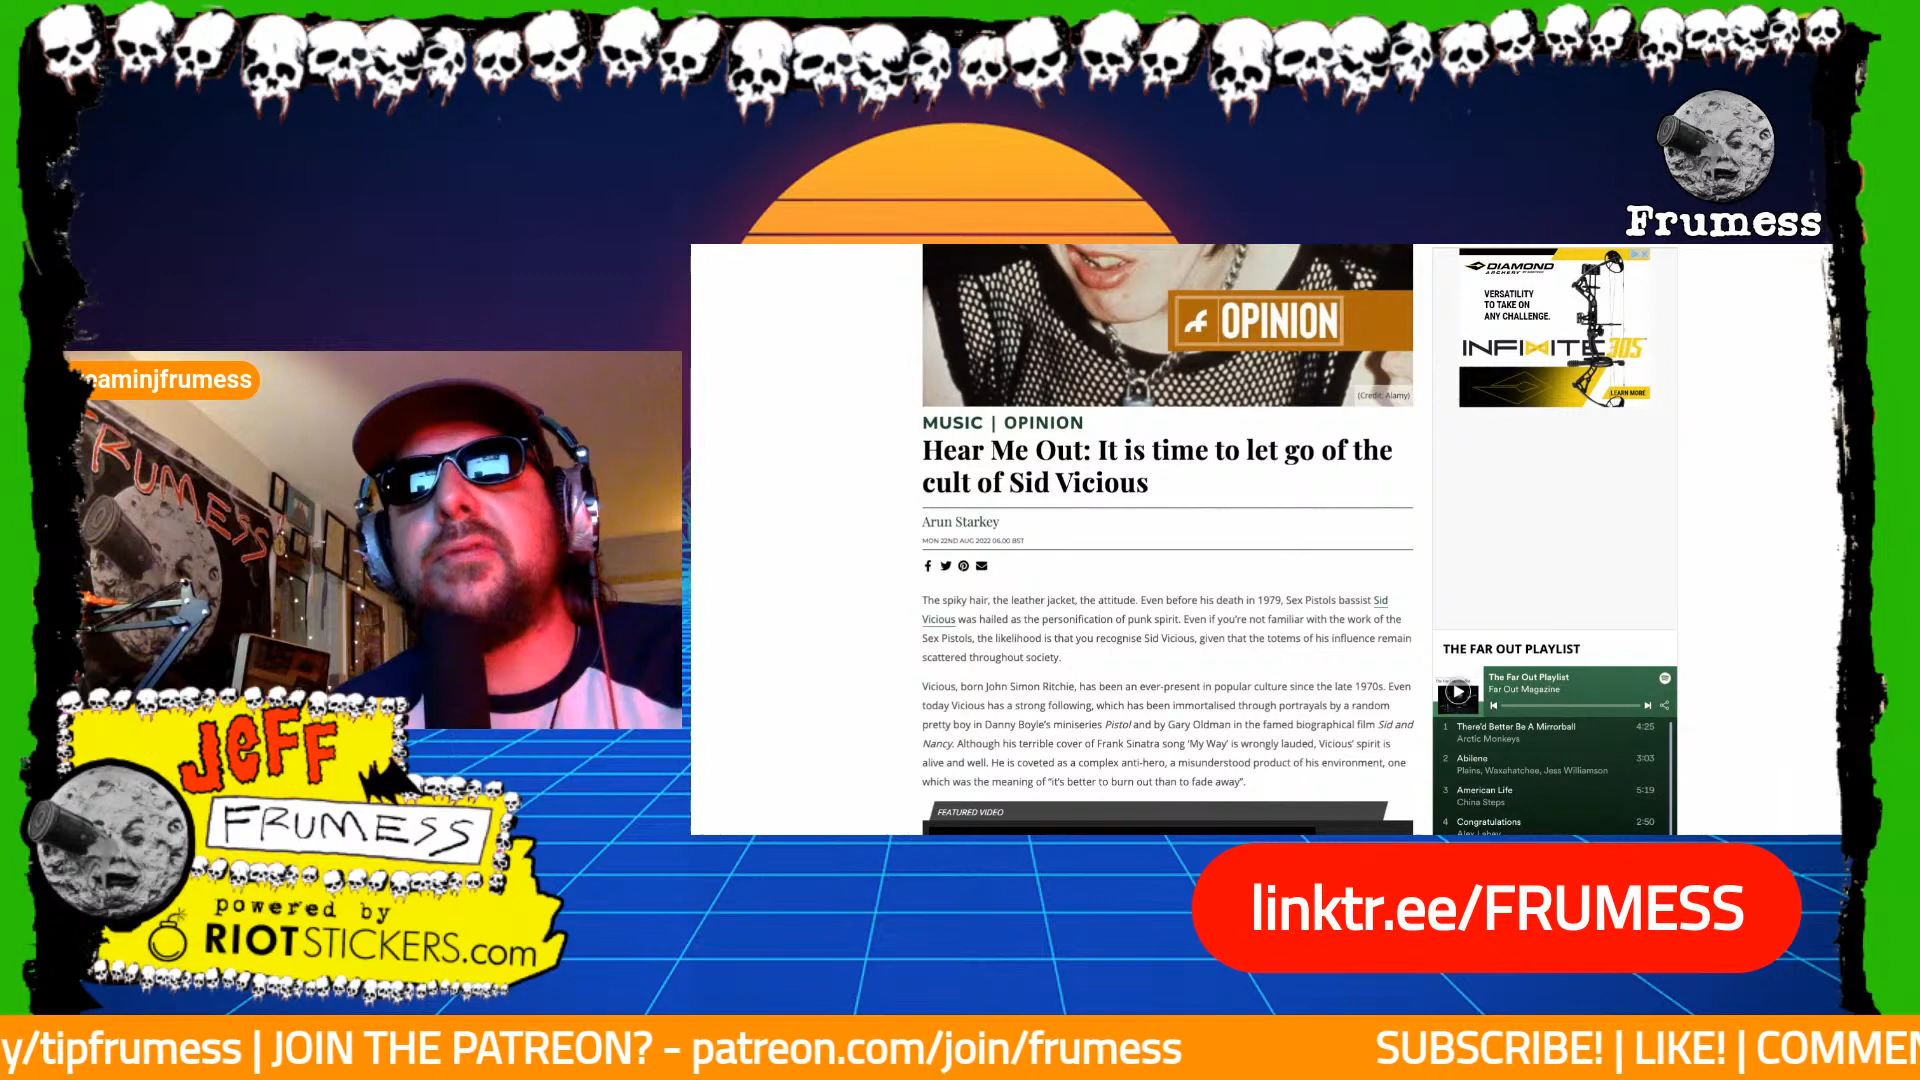 Frumess
#teaminjfrumess
FRUMESS
OPINION
(Credit: Alamy)
MUSIC | OPINION
Hear Me Out: It is time to let go of the
cult of Sid Vicious
Arun Starkey
MON 22ND AUG 2022 06:00 BST
The spiky hair, the leather jacket, the attitude. Even before his death in 1979, Sex Pistols bassist Sid
Vicious was hailed as the personification of punk spirit. Even if you're not familiar with the work of the
Sex Pistols, the likelihood is that you recognise Sid Vicious, given that the totems of his influence remain
scattered throughout society.
Vicious, born John Simon Ritchie, has been an ever-present in popular culture since the late 1970s. Even
today Vicious has a strong following, which has been immortalised through portrayals by a random
pretty boy in Danny Boyle's miniseries Pistol and by Gary Oldman in the famed biographical film Sid and
Nancy. Although his terrible cover of Frank Sinatra song 'My Way' is wrongly lauded, Vicious' spirit is
alive and well. He is coveted as a complex anti-hero, a misunderstood product of his environment, one
which was the meaning of "it's better to burn out than to fade away".
FEATURED VIDEO
DIAMOND
ARCHERY
VERSATILITY
TO TAKE ON
ANY CHALLENGE.
INFINITE 305
LEARN MORE
THE FAR OUT PLAYLIST
The Far Out Playlist
Far Out Magazine
1 There'd Better Be A Mirrorball 4:25
Arctic Monkeys
2 Abilene 3:03
Plains, Waxahatchee, Jess Williamson
3 American Life 5:19
China Steps
4 Congratulations 2:50
Alex Lahey
JEFF
FRUMESS
powered by
RIOTSTICKERS.com
linktr.ee/FRUMESS
y/tipfrumess | JOIN THE PATREON? - patreon.com/join/frumess SUBSCRIBE! | LIKE! | COMMEN